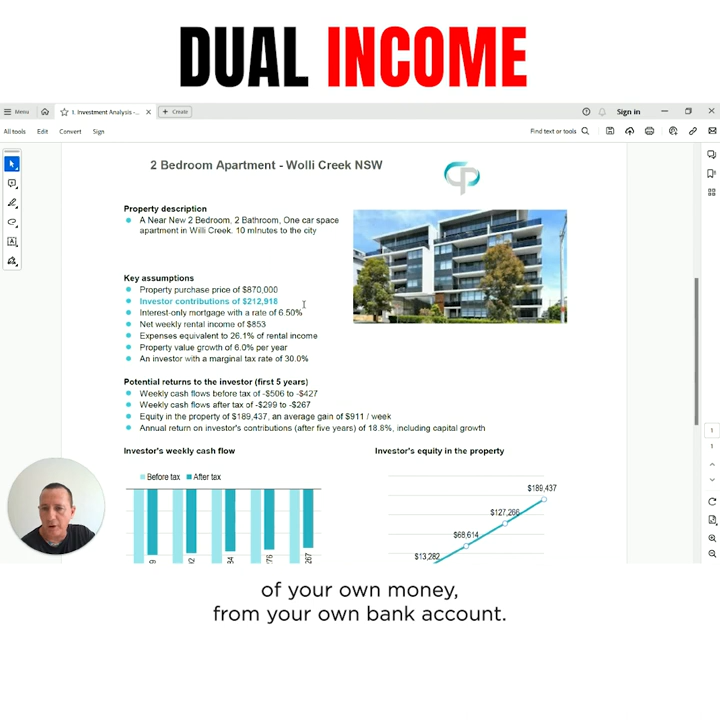 DUAL INCOME
Menu
1. Investment Analysis -...
Create
Sign in
All tools
Edit
Convert
Sign
Find text or tools
2 Bedroom Apartment - Wolli Creek NSW
Property description
A Near New 2 Bedroom, 2 Bathroom, One car space
apartment in Willi Creek. 10 mInutes to the city
Key assumptions
Property purchase price of $870,000
Investor contributions of $212,918
Interest-only mortgage with a rate of 6.50%
Net weekly rental income of $853
Expenses equivalent to 26.1% of rental income
Property value growth of 6.0% per year
An investor with a marginal tax rate of 30.0%
Potential returns to the investor (first 5 years)
Weekly cash flows before tax of -$506 to -$427
Weekly cash flows after tax of -$299 to -$267
Equity in the property of $189,437, an average gain of $911 / week
Annual return on investor's contributions (after five years) of 18.8%, including capital growth
Investor's weekly cash flow
Investor's equity in the property
Before tax
After tax
$189,437
$127,266
$68,614
$13,282
1
1
of your own money,
from your own bank account.